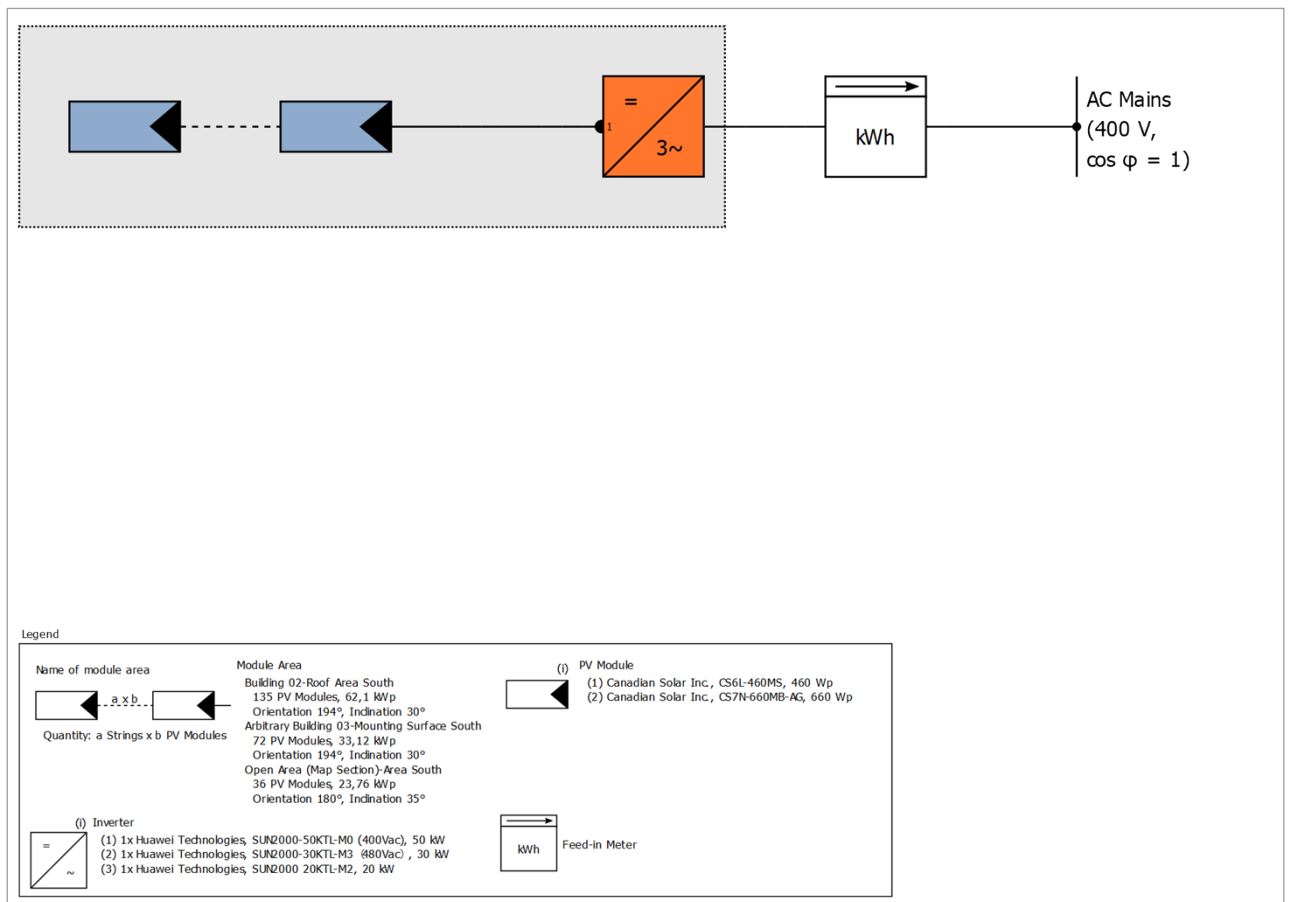 =
1
3~
kWh
AC Mains
(400 V,
cos φ = 1)
Legend
Name of module area
a x b
Quantity: a Strings x b PV Modules
Module Area
Building 02-Roof Area South
135 PV Modules, 62,1 kWp
Orientation 194°, Inclination 30°
Arbitrary Building 03-Mounting Surface South
72 PV Modules, 33,12 kWp
Orientation 194°, Inclination 30°
Open Area (Map Section)-Area South
36 PV Modules, 23,76 kWp
Orientation 180°, Inclination 35°
(i) PV Module
(1) Canadian Solar Inc., CS6L-460MS, 460 Wp
(2) Canadian Solar Inc., CS7N-660MB-AG, 660 Wp
(i) Inverter
=
~
(1) 1x Huawei Technologies, SUN2000-50KTL-M0 (400Vac), 50 kW
(2) 1x Huawei Technologies, SUN2000-30KTL-M3 (480Vac) , 30 kW
(3) 1x Huawei Technologies, SUN2000 20KTL-M2, 20 kW
kWh
Feed-in Meter